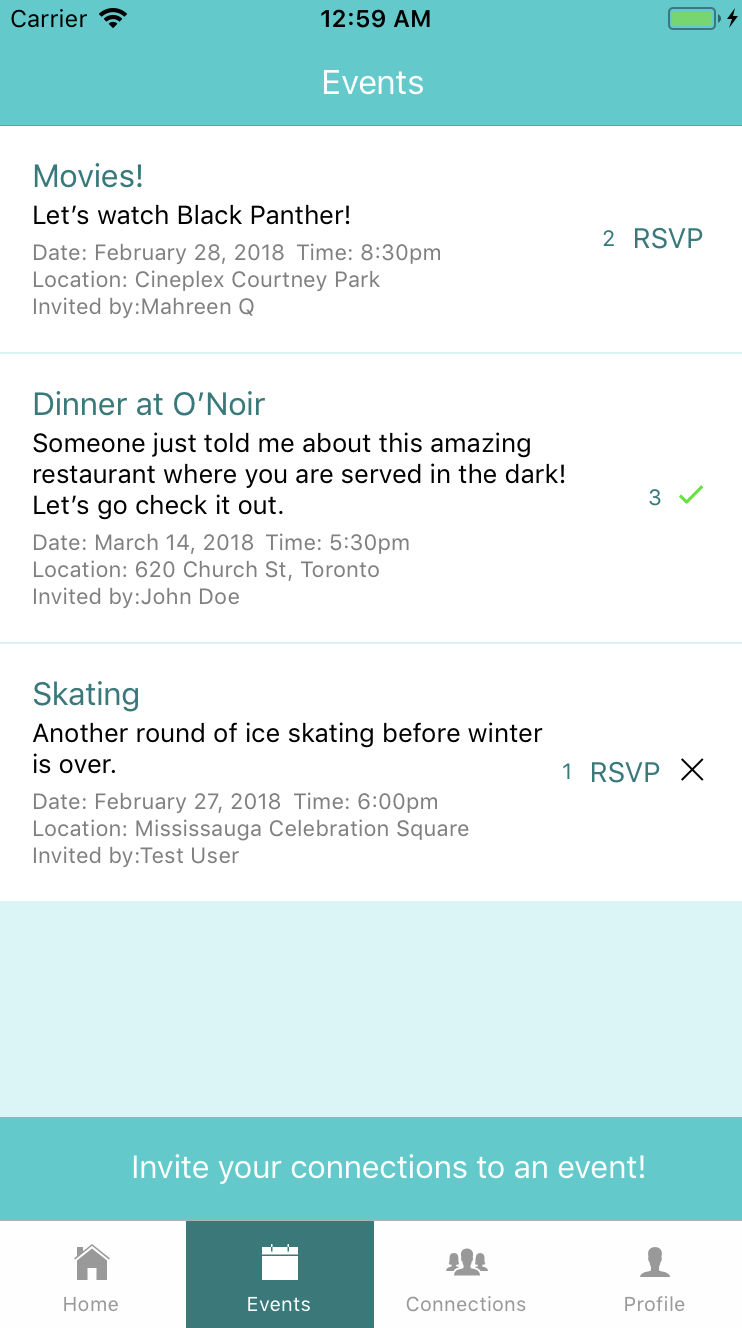 Carrier 12:59 AM
Events
Movies!
Let’s watch Black Panther!
Date: February 28, 2018 Time: 8:30pm
Location: Cineplex Courtney Park
Invited by:Mahreen Q
2 RSVP
Dinner at O’Noir
Someone just told me about this amazing
restaurant where you are served in the dark!
Let’s go check it out.
Date: March 14, 2018 Time: 5:30pm
Location: 620 Church St, Toronto
Invited by:John Doe
3
Skating
Another round of ice skating before winter
is over.
Date: February 27, 2018 Time: 6:00pm
Location: Mississauga Celebration Square
Invited by:Test User
1 RSVP
Invite your connections to an event!
Home Events Connections Profile